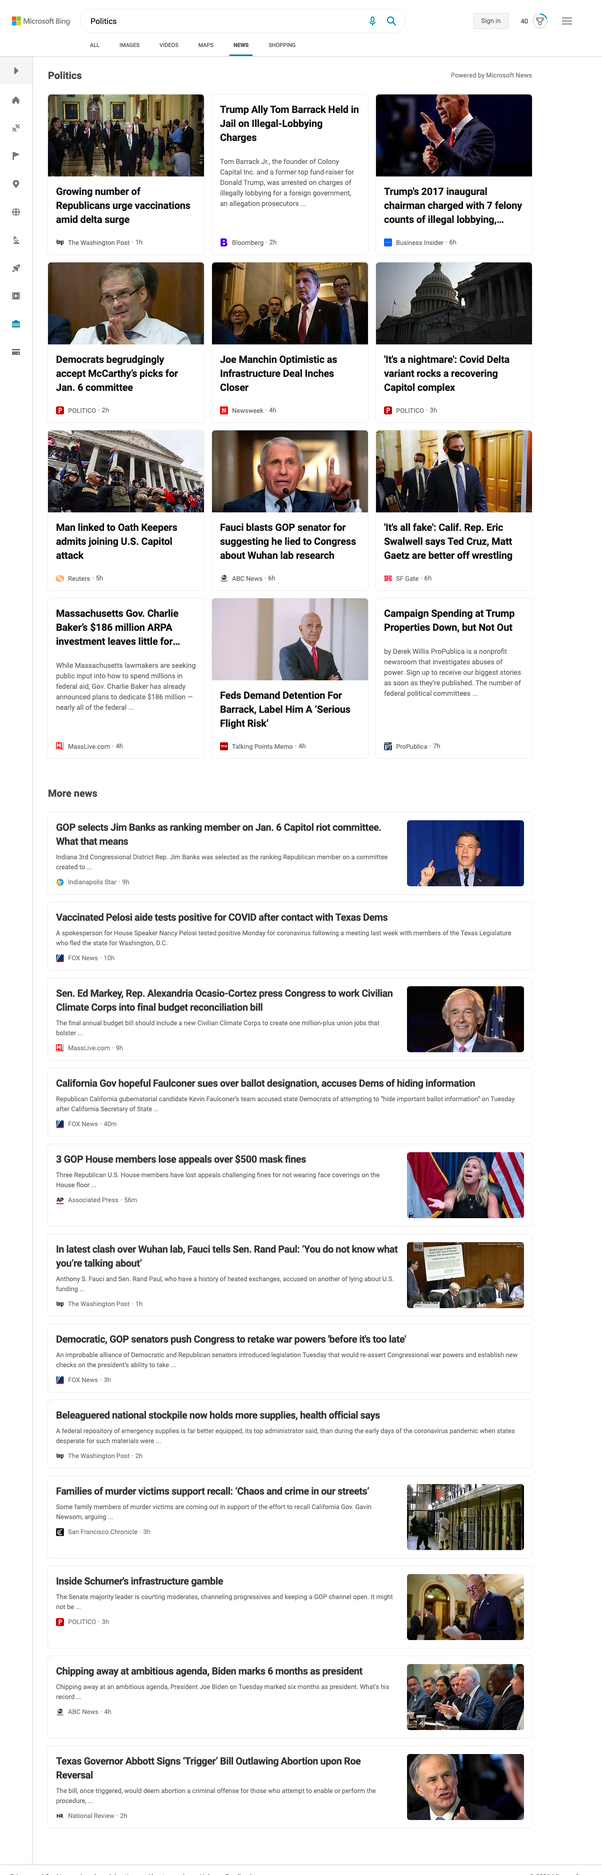 Microsoft Bing
Politics
Sign in
40
ALL
IMAGES
VIDEOS
MAPS
NEWS
SHOPPING
Politics
Powered by Microsoft News
Growing number of
Republicans urge vaccinations
amid delta surge
The Washington Post · 1h
Trump Ally Tom Barrack Held in
Jail on Illegal-Lobbying
Charges
Tom Barrack Jr., the founder of Colony
Capital Inc. and a former top fund-raiser for
Donald Trump, was arrested on charges of
illegally lobbying for a foreign government,
an allegation prosecutors ...
Bloomberg · 2h
Trump's 2017 inaugural
chairman charged with 7 felony
counts of illegal lobbying,...
Business Insider · 6h
Democrats begrudgingly
accept McCarthy's picks for
Jan. 6 committee
POLITICO · 2h
Joe Manchin Optimistic as
Infrastructure Deal Inches
Closer
Newsweek · 4h
'It's a nightmare': Covid Delta
variant rocks a recovering
Capitol complex
POLITICO · 3h
Man linked to Oath Keepers
admits joining U.S. Capitol
attack
Reuters · 5h
Fauci blasts GOP senator for
suggesting he lied to Congress
about Wuhan lab research
ABC News · 6h
'It's all fake': Calif. Rep. Eric
Swalwell says Ted Cruz, Matt
Gaetz are better off wrestling
SF Gate · 6h
Massachusetts Gov. Charlie
Baker's $186 million ARPA
investment leaves little for...
While Massachusetts lawmakers are seeking
public input into how to spend millions in
federal aid, Gov. Charlie Baker has already
announced plans to dedicate $186 million —
nearly all of the federal ...
MassLive.com · 4h
Feds Demand Detention For
Barrack, Label Him A 'Serious
Flight Risk'
Talking Points Memo · 4h
Campaign Spending at Trump
Properties Down, but Not Out
by Derek Willis ProPublica is a nonprofit
newsroom that investigates abuses of
power. Sign up to receive our biggest stories
as soon as they're published. The number of
federal political committees ...
ProPublica · 7h
More news
GOP selects Jim Banks as ranking member on Jan. 6 Capitol riot committee.
What that means
Indiana 3rd Congressional District Rep. Jim Banks was selected as the ranking Republican member on a committee
created to ...
Indianapolis Star · 9h
Vaccinated Pelosi aide tests positive for COVID after contact with Texas Dems
A spokesperson for House Speaker Nancy Pelosi tested positive Monday for coronavirus following a meeting last week with members of the Texas Legislature
who fled the state for Washington, D.C.
FOX News · 10h
Sen. Ed Markey, Rep. Alexandria Ocasio-Cortez press Congress to work Civilian
Climate Corps into final budget reconciliation bill
The final annual budget bill should include a new Civilian Climate Corps to create one million-plus union jobs that
bolster ...
MassLive.com · 9h
California Gov hopeful Faulconer sues over ballot designation, accuses Dems of hiding information
Republican California gubernatorial candidate Kevin Faulconer's team accused state Democrats of attempting to "hide important ballot information" on Tuesday
after California Secretary of State ...
FOX News · 40m
3 GOP House members lose appeals over $500 mask fines
Three Republican U.S. House members have lost appeals challenging fines for not wearing face coverings on the
House floor ...
Associated Press · 56m
In latest clash over Wuhan lab, Fauci tells Sen. Rand Paul: 'You do not know what
you're talking about'
Anthony S. Fauci and Sen. Rand Paul, who have a history of heated exchanges, accused on another of lying about U.S.
funding ...
The Washington Post · 1h
Democratic, GOP senators push Congress to retake war powers 'before it's too late'
An improbable alliance of Democratic and Republican senators introduced legislation Tuesday that would re-assert Congressional war powers and establish new
checks on the president's ability to take ...
FOX News · 3h
Beleaguered national stockpile now holds more supplies, health official says
A federal repository of emergency supplies is far better equipped, its top administrator said, than during the early days of the coronavirus pandemic when states
desperate for such materials were ...
The Washington Post · 2h
Families of murder victims support recall: 'Chaos and crime in our streets'
Some family members of murder victims are coming out in support of the effort to recall California Gov. Gavin
Newsom, arguing ...
San Francisco Chronicle · 3h
Inside Schumer's infrastructure gamble
The Senate majority leader is courting moderates, channeling progressives and keeping a GOP channel open. It might
not be ...
POLITICO · 3h
Chipping away at ambitious agenda, Biden marks 6 months as president
Chipping away at an ambitious agenda, President Joe Biden on Tuesday marked six months as president. What's his
record ...
ABC News · 4h
Texas Governor Abbott Signs 'Trigger' Bill Outlawing Abortion upon Roe
Reversal
The bill, once triggered, would deem abortion a criminal offense for those who attempt to enable or perform the
procedure, ...
National Review · 2h